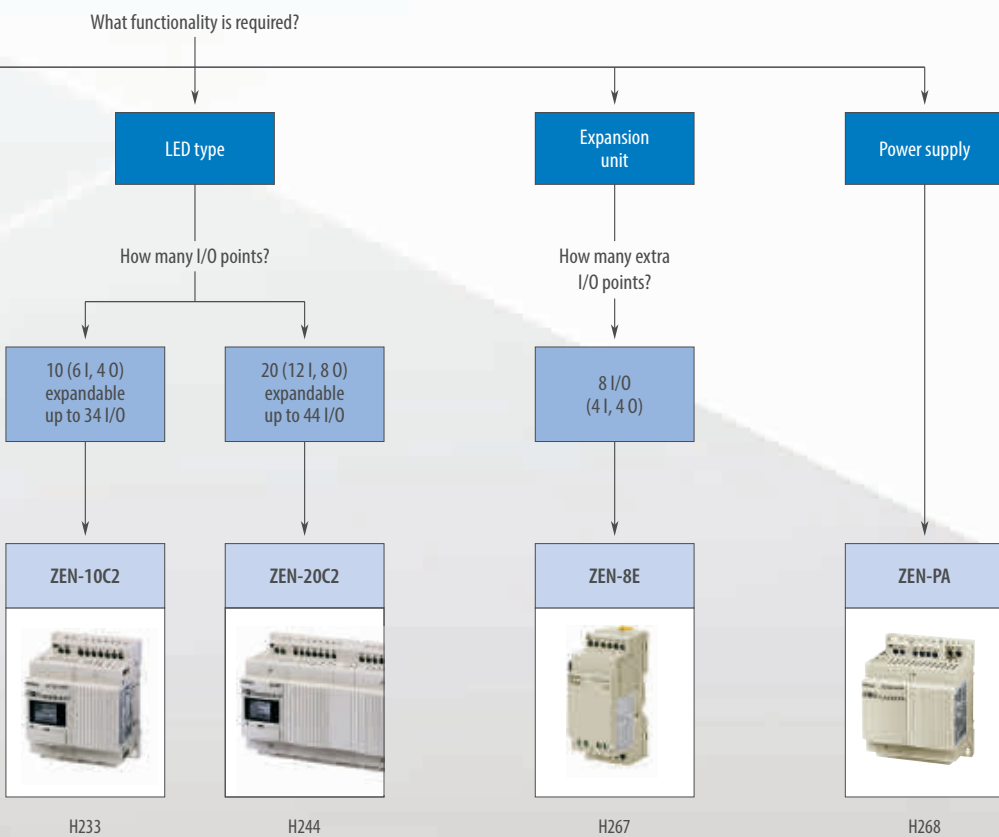 What functionality is required?
LED type
Expansion
unit
Power supply
How many I/O points?
How many extra
I/O points?
10 (6 I, 4 O)
expandable
up to 34 I/O
20 (12 I, 8 O)
expandable
up to 44 I/O
8 I/O
(4 I, 4 O)
ZEN-10C2
ZEN-20C2
ZEN-8E
ZEN-PA
H233
H244
H267
H268